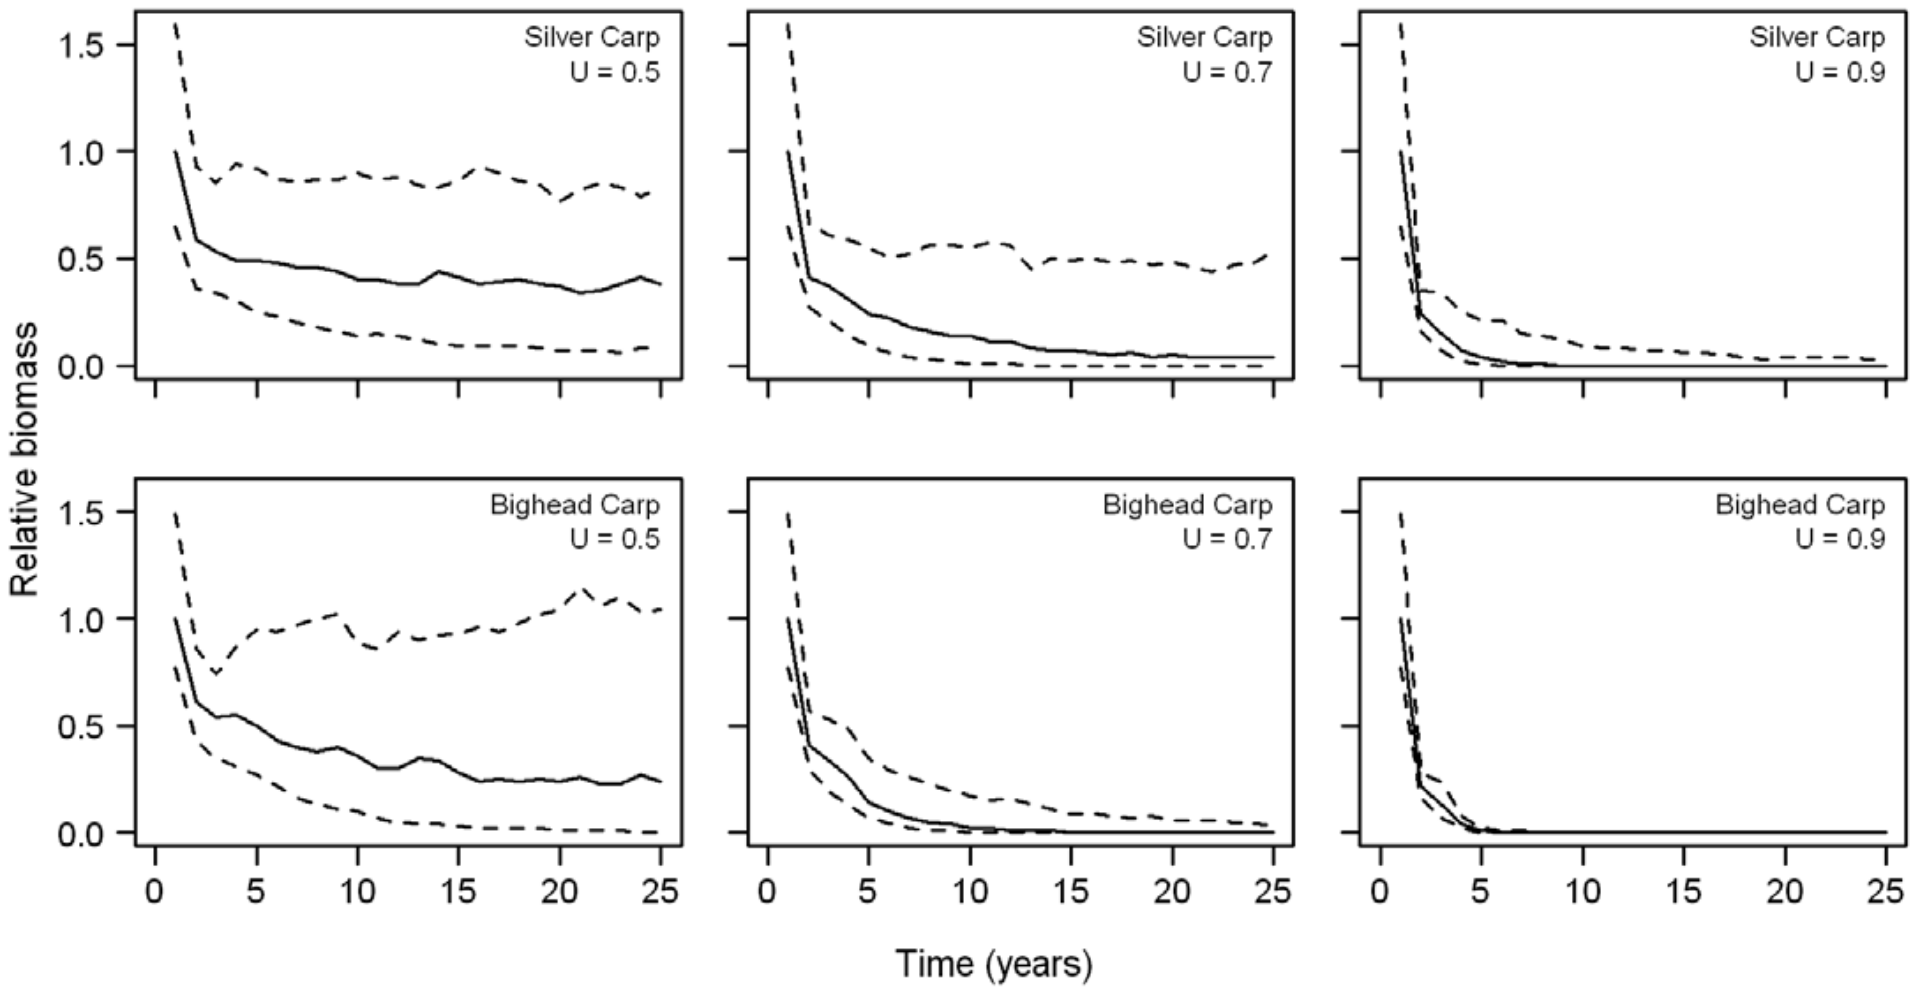 Relative biomass
1.5
1.0
0.5
0.0
Silver Carp
U = 0.5
Silver Carp
U = 0.7
Silver Carp
U = 0.9
1.5
1.0
0.5
0.0
Bighead Carp
U = 0.5
Bighead Carp
U = 0.7
Bighead Carp
U = 0.9
0 5 10 15 20 25
0 5 10 15 20 25
0 5 10 15 20 25
Time (years)